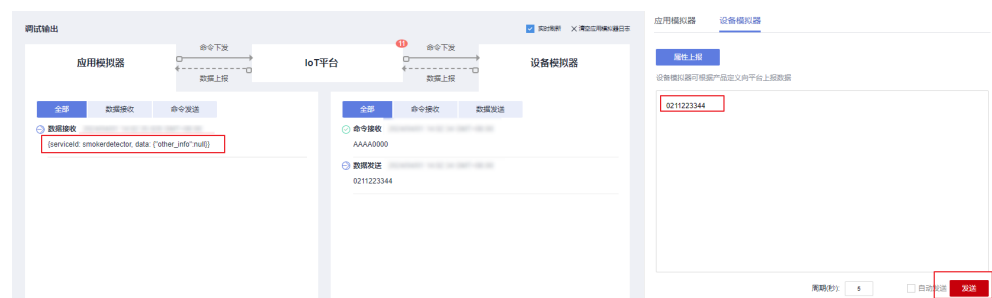 调试输出
实时刷新
清空应用模拟器日志
应用模拟器
命令下发
数据上报
IoT平台
11
命令下发
数据上报
设备模拟器
全部
数据接收
命令发送
数据接收
{serviceId: smokerdetector, data: {"other_info":null}}
全部
命令接收
数据发送
命令接收
AAAA0000
数据发送
0211223344
应用模拟器
设备模拟器
属性上报
设备模拟器可根据产品定义向平台上报数据
0211223344
周期(秒):
5
自动发送
发送